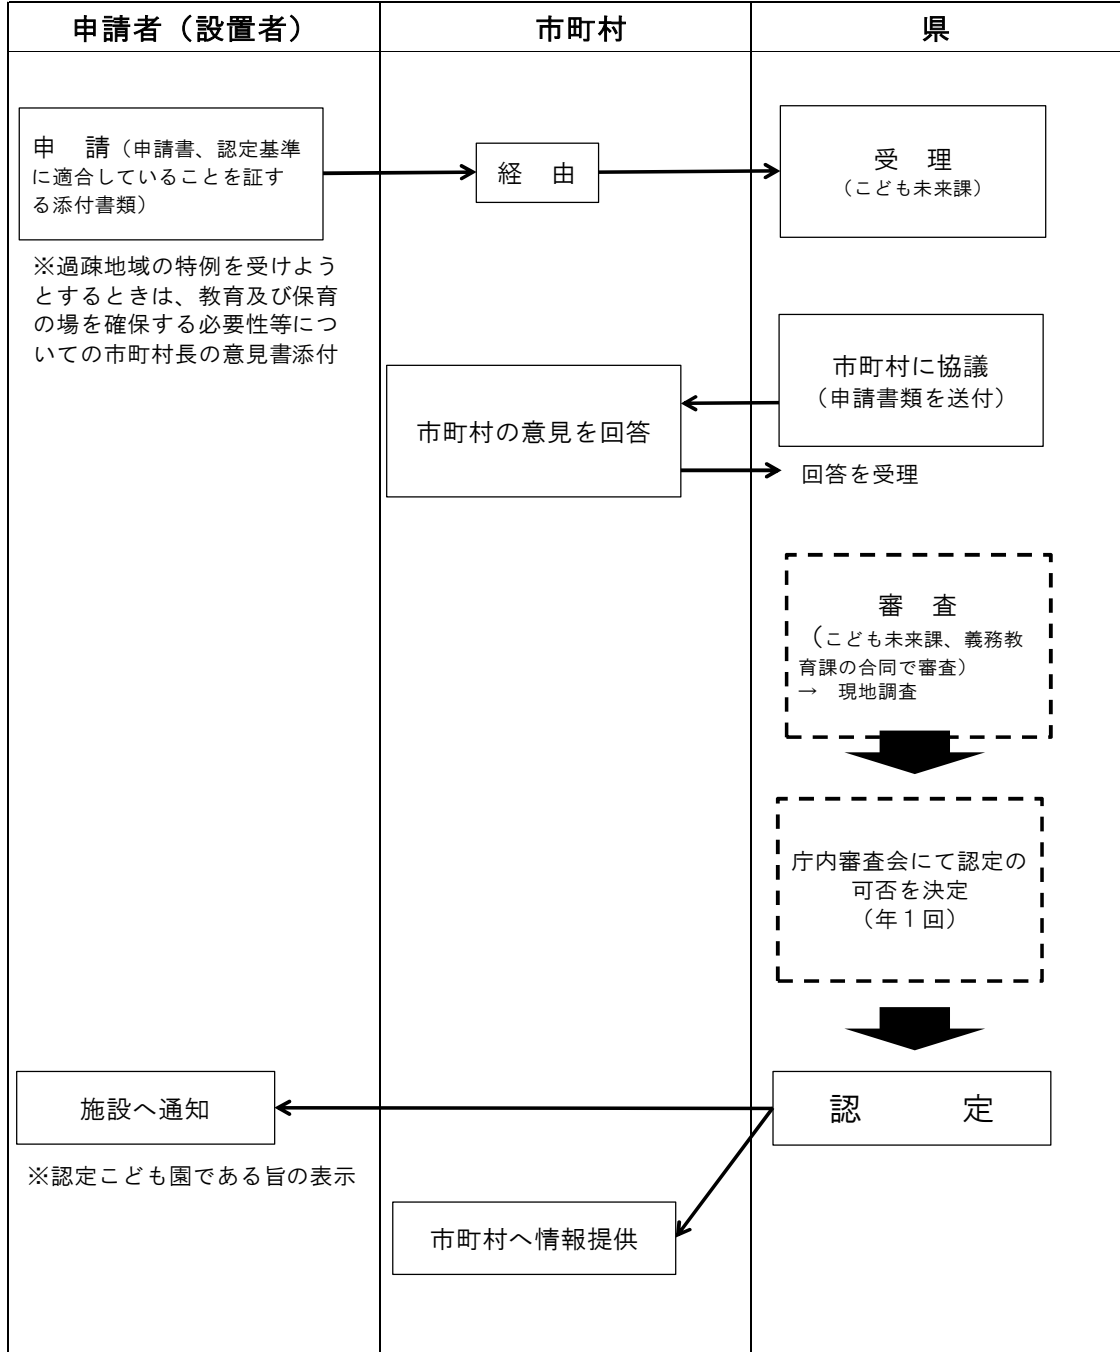 申請者（設置者）
市町村
県
申　請（申請書、認定基準
に適合していることを証す
る添付書類）
経　由
受　理
（こども未来課）
※過疎地域の特例を受けよう
とするときは、教育及び保育
の場を確保する必要性等につ
いての市町村長の意見書添付
市町村に協議
（申請書類を送付）
市町村の意見を回答
回答を受理
審　査
（こども未来課、義務教
育課の合同で審査）
→　現地調査
庁内審査会にて認定の
可否を決定
（年１回）
認　　　定
施設へ通知
※認定こども園である旨の表示
市町村へ情報提供